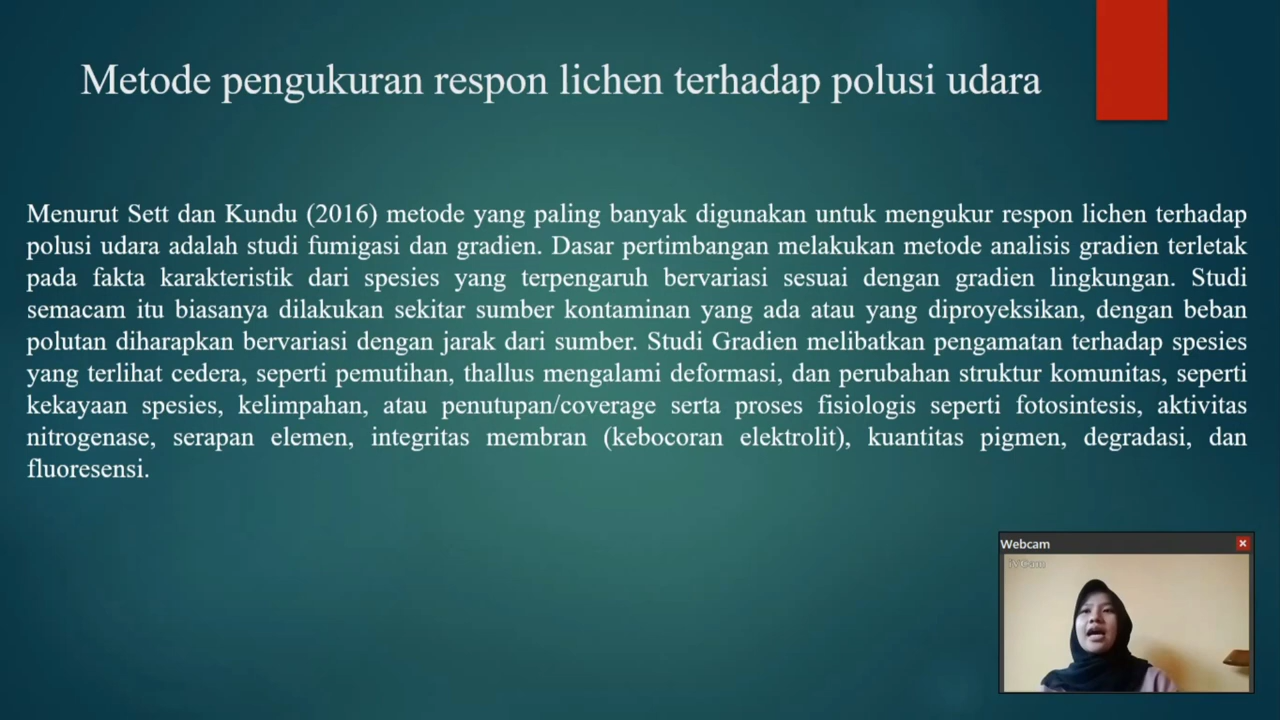 Metode pengukuran respon lichen terhadap polusi udara
Menurut Sett dan Kundu (2016) metode yang paling banyak digunakan untuk mengukur respon lichen terhadap
polusi udara adalah studi fumigasi dan gradien. Dasar pertimbangan melakukan metode analisis gradien terletak
pada fakta karakteristik dari spesies yang terpengaruh bervariasi sesuai dengan gradien lingkungan. Studi
semacam itu biasanya dilakukan sekitar sumber kontaminan yang ada atau yang diproyeksikan, dengan beban
polutan diharapkan bervariasi dengan jarak dari sumber. Studi Gradien melibatkan pengamatan terhadap spesies
yang terlihat cedera, seperti pemutihan, thallus mengalami deformasi, dan perubahan struktur komunitas, seperti
kekayaan spesies, kelimpahan, atau penutupan/coverage serta proses fisiologis seperti fotosintesis, aktivitas
nitrogenase, serapan elemen, integritas membran (kebocoran elektrolit), kuantitas pigmen, degradasi, dan
fluoresensi.
Webcam
iVCam